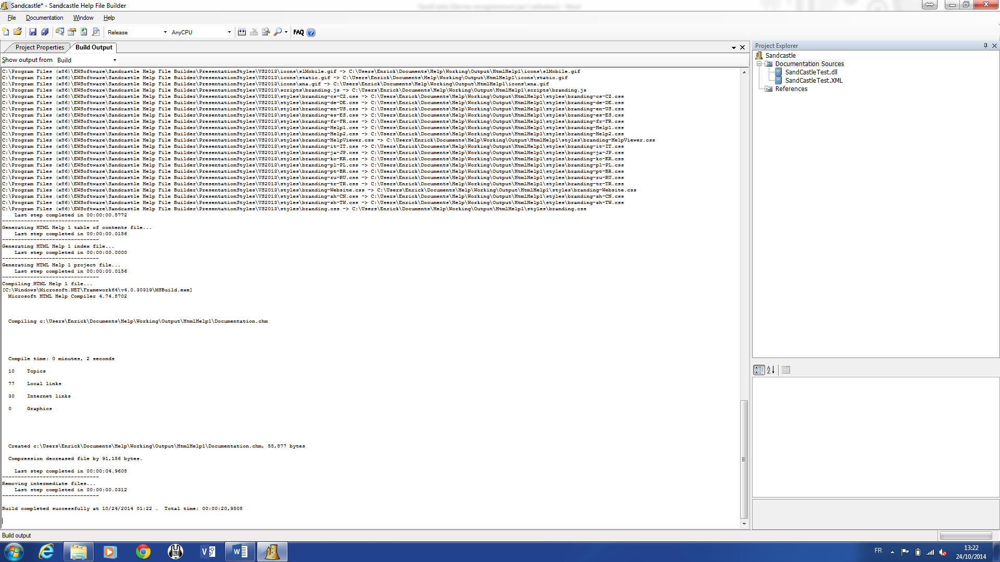 Sandcastle* - Sandcastle Help File Builder
File Documentation Window Help
Release AnyCPU FAQ
Project Properties Build Output
Show output from Build
C:\Program Files (x86)\EWSoftware\Sandcastle Help File Builder\PresentationStyles\VS2013\icons\slMobile.gif -> C:\Users\Enrick\Documents\Help\Working\Output\HtmlHelp1\icons\slMobile.gif
C:\Program Files (x86)\EWSoftware\Sandcastle Help File Builder\PresentationStyles\VS2013\icons\static.gif -> C:\Users\Enrick\Documents\Help\Working\Output\HtmlHelp1\icons\static.gif
C:\Program Files (x86)\EWSoftware\Sandcastle Help File Builder\PresentationStyles\VS2013\icons\xna.gif -> C:\Users\Enrick\Documents\Help\Working\Output\HtmlHelp1\icons\xna.gif
C:\Program Files (x86)\EWSoftware\Sandcastle Help File Builder\PresentationStyles\VS2013\scripts\branding.js -> C:\Users\Enrick\Documents\Help\Working\Output\HtmlHelp1\scripts\branding.js
C:\Program Files (x86)\EWSoftware\Sandcastle Help File Builder\PresentationStyles\VS2013\styles\branding-cs-CZ.css -> C:\Users\Enrick\Documents\Help\Working\Output\HtmlHelp1\styles\branding-cs-CZ.css
C:\Program Files (x86)\EWSoftware\Sandcastle Help File Builder\PresentationStyles\VS2013\styles\branding-de-DE.css -> C:\Users\Enrick\Documents\Help\Working\Output\HtmlHelp1\styles\branding-de-DE.css
C:\Program Files (x86)\EWSoftware\Sandcastle Help File Builder\PresentationStyles\VS2013\styles\branding-en-US.css -> C:\Users\Enrick\Documents\Help\Working\Output\HtmlHelp1\styles\branding-en-US.css
C:\Program Files (x86)\EWSoftware\Sandcastle Help File Builder\PresentationStyles\VS2013\styles\branding-es-ES.css -> C:\Users\Enrick\Documents\Help\Working\Output\HtmlHelp1\styles\branding-es-ES.css
C:\Program Files (x86)\EWSoftware\Sandcastle Help File Builder\PresentationStyles\VS2013\styles\branding-fr-FR.css -> C:\Users\Enrick\Documents\Help\Working\Output\HtmlHelp1\styles\branding-fr-FR.css
C:\Program Files (x86)\EWSoftware\Sandcastle Help File Builder\PresentationStyles\VS2013\styles\branding-Help1.css -> C:\Users\Enrick\Documents\Help\Working\Output\HtmlHelp1\styles\branding-Help1.css
C:\Program Files (x86)\EWSoftware\Sandcastle Help File Builder\PresentationStyles\VS2013\styles\branding-Help2.css -> C:\Users\Enrick\Documents\Help\Working\Output\HtmlHelp1\styles\branding-Help2.css
C:\Program Files (x86)\EWSoftware\Sandcastle Help File Builder\PresentationStyles\VS2013\styles\branding-HelpViewer.css -> C:\Users\Enrick\Documents\Help\Working\Output\HtmlHelp1\styles\branding-HelpViewer.css
C:\Program Files (x86)\EWSoftware\Sandcastle Help File Builder\PresentationStyles\VS2013\styles\branding-it-IT.css -> C:\Users\Enrick\Documents\Help\Working\Output\HtmlHelp1\styles\branding-it-IT.css
C:\Program Files (x86)\EWSoftware\Sandcastle Help File Builder\PresentationStyles\VS2013\styles\branding-ja-JP.css -> C:\Users\Enrick\Documents\Help\Working\Output\HtmlHelp1\styles\branding-ja-JP.css
C:\Program Files (x86)\EWSoftware\Sandcastle Help File Builder\PresentationStyles\VS2013\styles\branding-ko-KR.css -> C:\Users\Enrick\Documents\Help\Working\Output\HtmlHelp1\styles\branding-ko-KR.css
C:\Program Files (x86)\EWSoftware\Sandcastle Help File Builder\PresentationStyles\VS2013\styles\branding-pl-PL.css -> C:\Users\Enrick\Documents\Help\Working\Output\HtmlHelp1\styles\branding-pl-PL.css
C:\Program Files (x86)\EWSoftware\Sandcastle Help File Builder\PresentationStyles\VS2013\styles\branding-pt-BR.css -> C:\Users\Enrick\Documents\Help\Working\Output\HtmlHelp1\styles\branding-pt-BR.css
C:\Program Files (x86)\EWSoftware\Sandcastle Help File Builder\PresentationStyles\VS2013\styles\branding-ru-RU.css -> C:\Users\Enrick\Documents\Help\Working\Output\HtmlHelp1\styles\branding-ru-RU.css
C:\Program Files (x86)\EWSoftware\Sandcastle Help File Builder\PresentationStyles\VS2013\styles\branding-tr-TR.css -> C:\Users\Enrick\Documents\Help\Working\Output\HtmlHelp1\styles\branding-tr-TR.css
C:\Program Files (x86)\EWSoftware\Sandcastle Help File Builder\PresentationStyles\VS2013\styles\branding-Website.css -> C:\Users\Enrick\Documents\Help\Working\Output\HtmlHelp1\styles\branding-Website.css
C:\Program Files (x86)\EWSoftware\Sandcastle Help File Builder\PresentationStyles\VS2013\styles\branding-zh-CN.css -> C:\Users\Enrick\Documents\Help\Working\Output\HtmlHelp1\styles\branding-zh-CN.css
C:\Program Files (x86)\EWSoftware\Sandcastle Help File Builder\PresentationStyles\VS2013\styles\branding-zh-TW.css -> C:\Users\Enrick\Documents\Help\Working\Output\HtmlHelp1\styles\branding-zh-TW.css
C:\Program Files (x86)\EWSoftware\Sandcastle Help File Builder\PresentationStyles\VS2013\styles\branding.css -> C:\Users\Enrick\Documents\Help\Working\Output\HtmlHelp1\styles\branding.css
Last step completed in 00:00:00.5772
-------------------------------
Generating HTML Help 1 table of contents file...
Last step completed in 00:00:00.0156
-------------------------------
Generating HTML Help 1 index file...
Last step completed in 00:00:00.0000
-------------------------------
Generating HTML Help 1 project file...
Last step completed in 00:00:00.0156
-------------------------------
Compiling HTML Help 1 file...
[C:\Windows\Microsoft.NET\Framework64\v4.0.30319\MSBuild.exe]
Microsoft HTML Help Compiler 4.74.8702
Compiling c:\Users\Enrick\Documents\Help\Working\Output\HtmlHelp1\Documentation.chm
Compile time: 0 minutes, 2 seconds
10 Topics
77 Local links
30 Internet links
0 Graphics
Created c:\Users\Enrick\Documents\Help\Working\Output\HtmlHelp1\Documentation.chm, 55,877 bytes
Compression decreased file by 91,156 bytes.
Last step completed in 00:00:04.9608
-------------------------------
Removing intermediate files...
Last step completed in 00:00:00.0312
-------------------------------
Build completed successfully at 10/24/2014 01:22 .  Total time: 00:00:20,9508
Build output
Project Explorer
Sandcastle
Documentation Sources
SandCastleTest.dll
SandCastleTest.XML
References
FR
13:22
24/10/2014